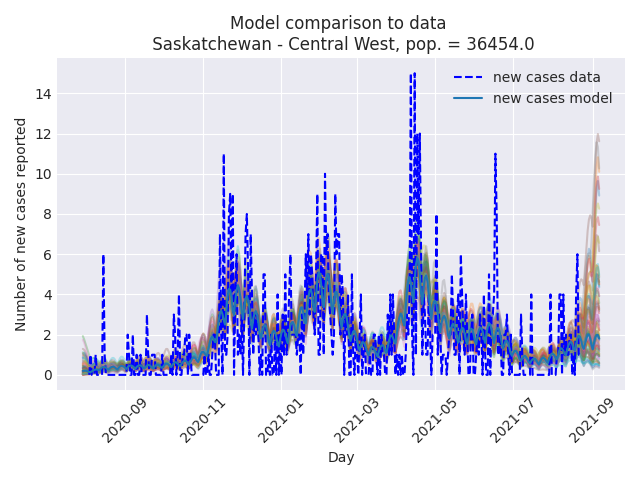 Model comparison to data
Saskatchewan - Central West, pop. = 36454.0
new cases data
new cases model
Number of new cases reported
14
12
10
8
6
4
2
0
2020-09
2020-11
2021-01
2021-03
2021-05
2021-07
2021-09
Day